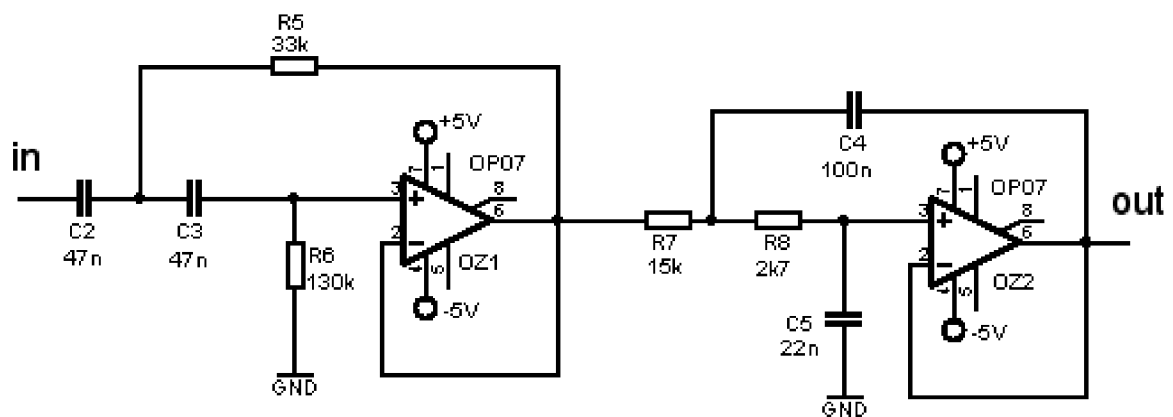 R5
33k
in
C2
47n
C3
47n
R6
130k
GND
+5V
7
1
OP07
3
+
8
6
2
-
4
5
OZ1
-5V
R7
15k
R8
2k7
C4
100n
C5
22n
GND
+5V
7
1
OP07
3
+
8
6
2
-
4
5
OZ2
-5V
out